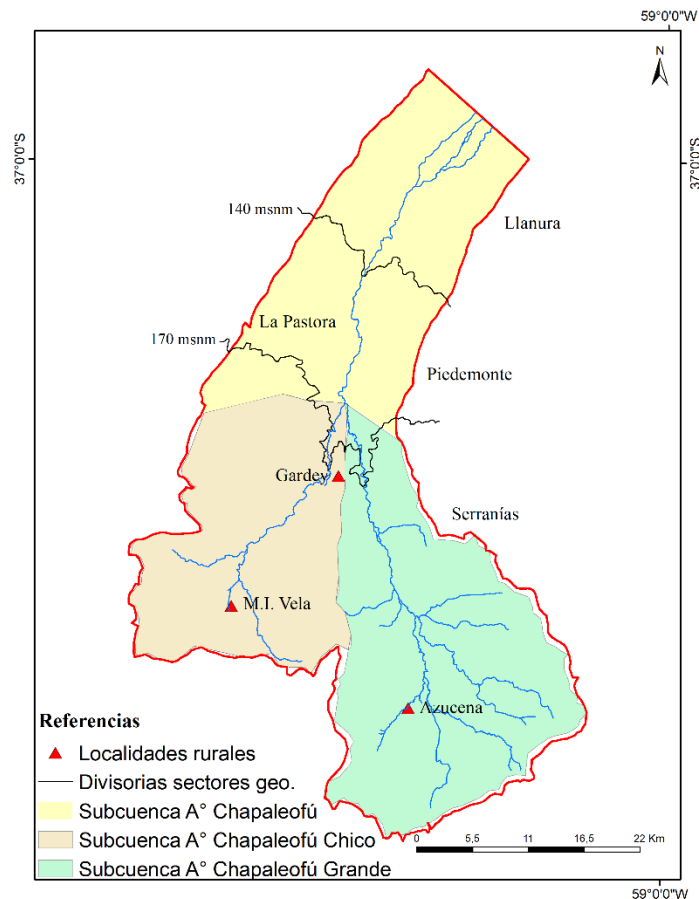 59°0'0"W
N
37°0'0"S
37°0'0"S
140 msnm
Llanura
La Pastora
170 msnm
Piedemonte
Gardey
Serranías
M.I. Vela
Azucena
Referencias
Localidades rurales
Divisorias sectores geo.
Subcuenca A° Chapaleofú
Subcuenca A° Chapaleofú Chico
Subcuenca A° Chapaleofú Grande
0 5,5 11 16,5 22 Km
59°0'0"W